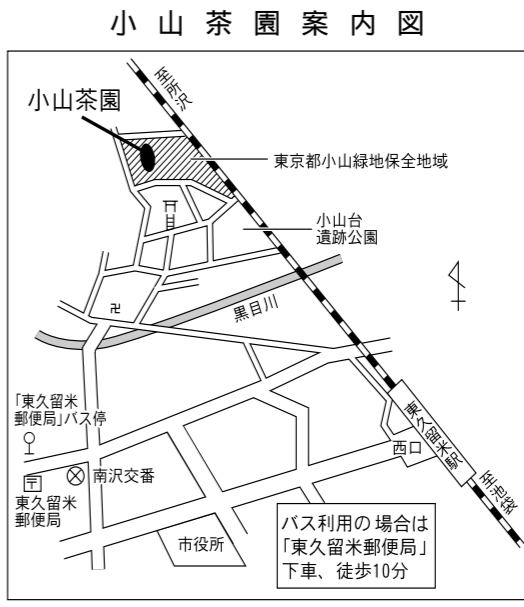 小山茶園案内図
至所沢
小山茶園
東京都小山緑地保全地域
小山台
遺跡公園
黒目川
卍
「東久留米
郵便局」バス停
南沢交番
〒
東久留米
郵便局
市役所
西口
東久留米駅
至池袋
バス利用の場合は
「東久留米郵便局」
下車、徒歩10分